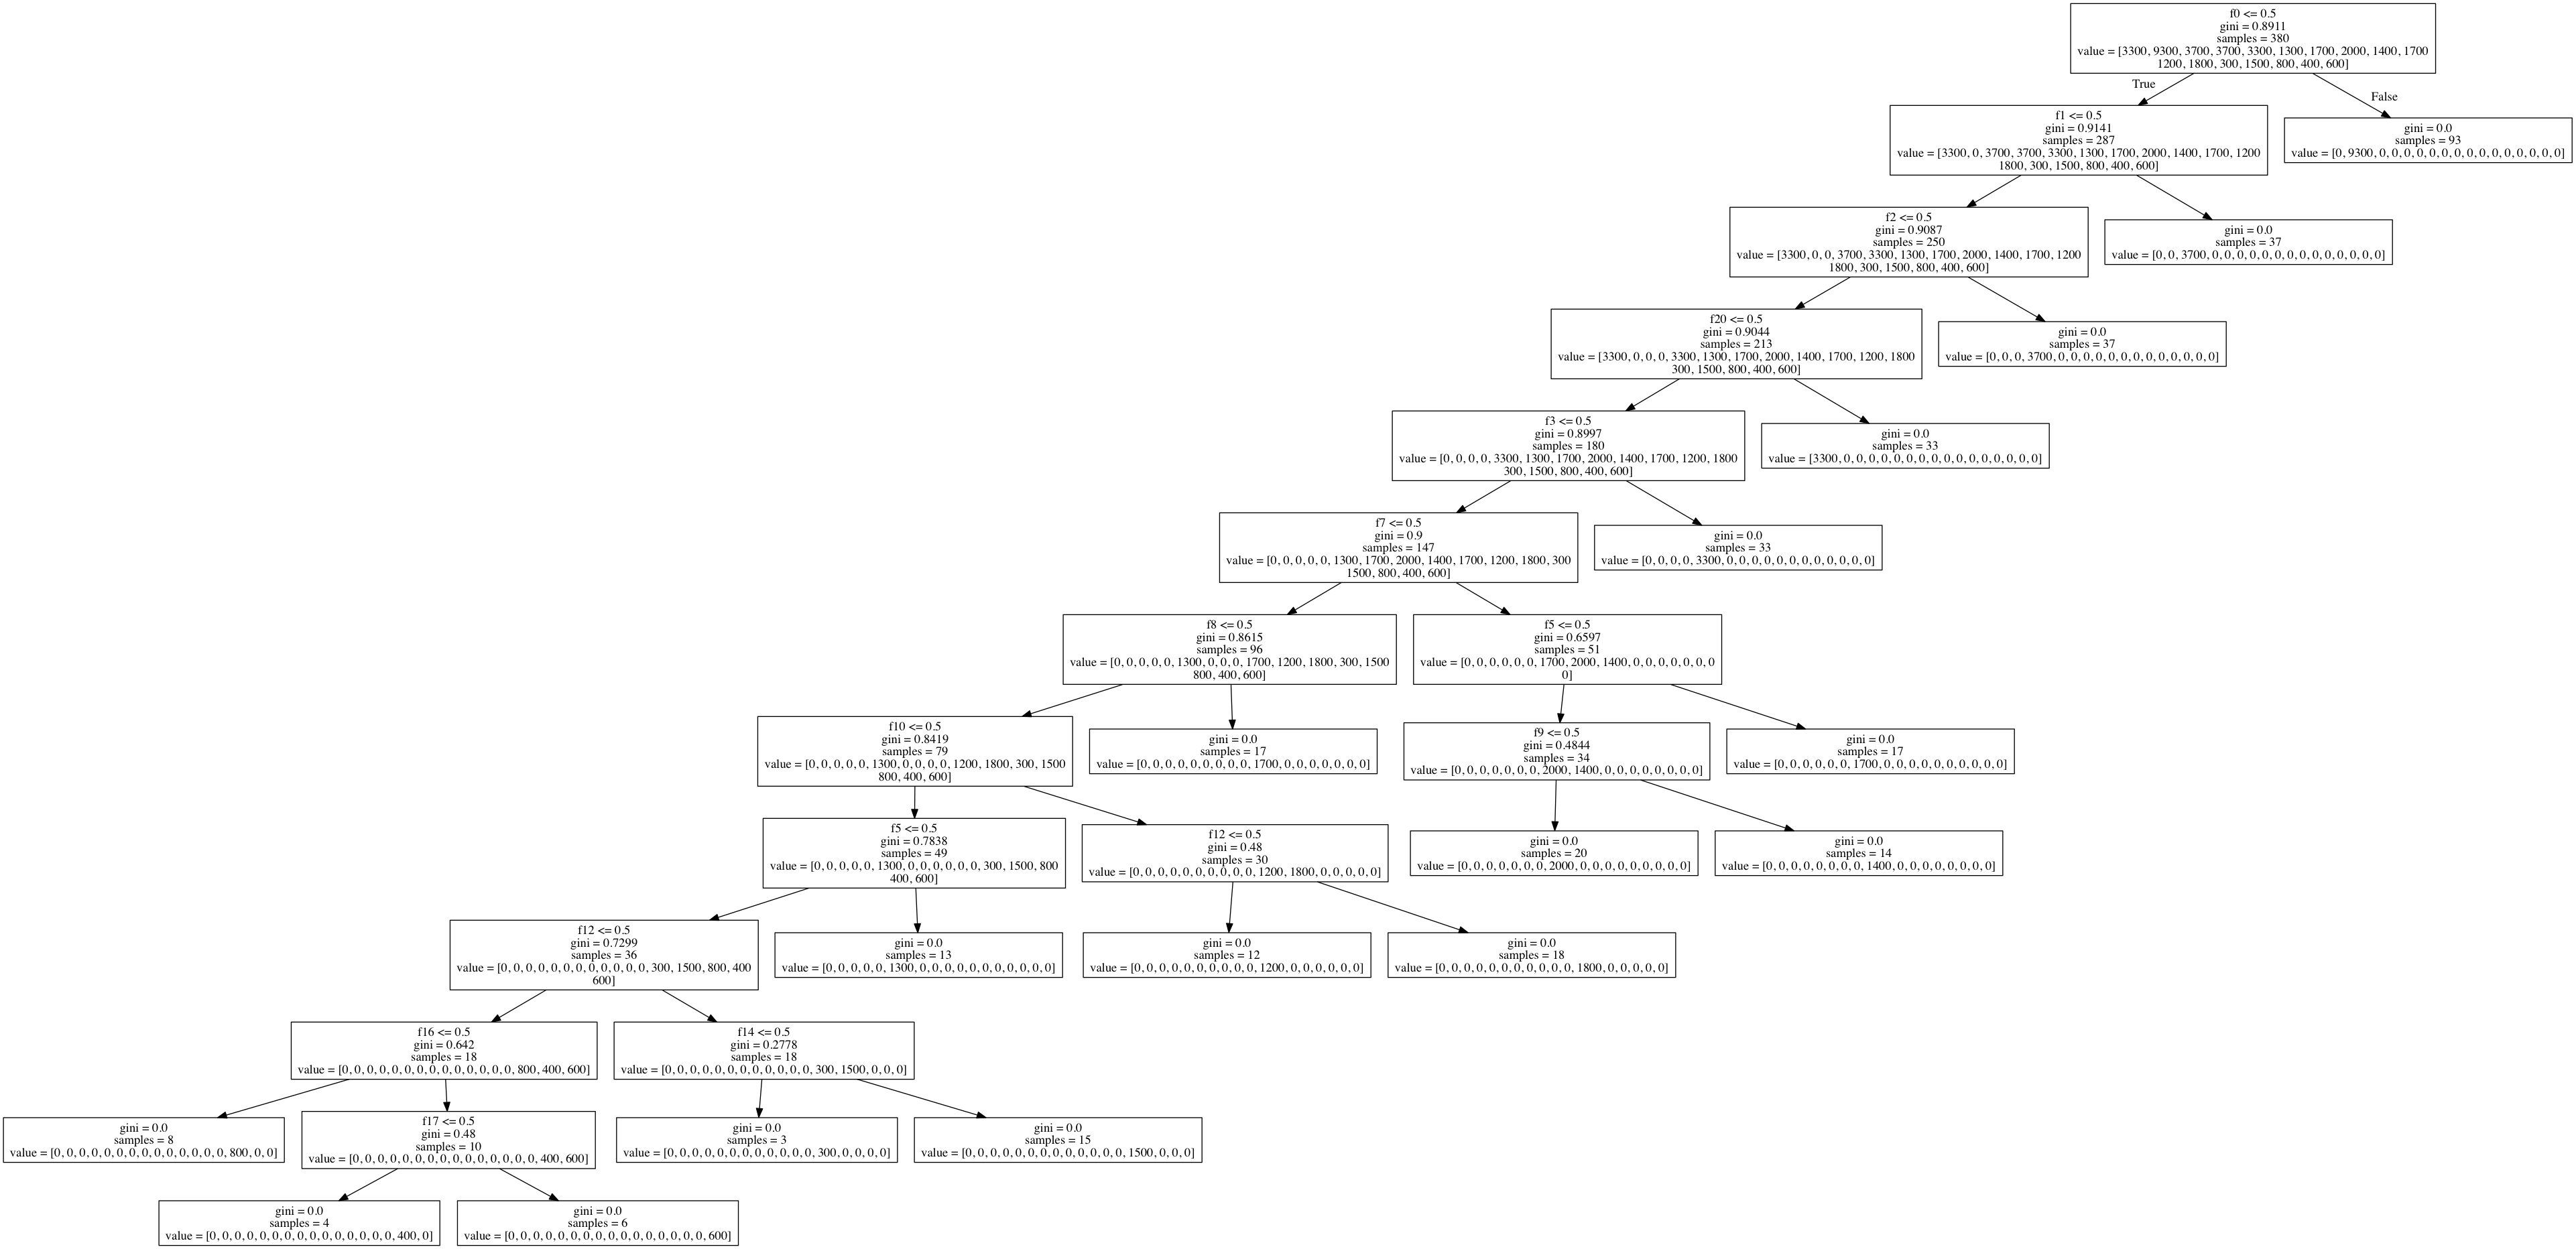 f0 <= 0.5
gini = 0.8911
samples = 380
value = [3300, 9300, 3700, 3700, 3300, 1300, 1700, 2000, 1400, 1700
1200, 1800, 300, 1500, 800, 400, 600]
True
False
f1 <= 0.5
gini = 0.9141
samples = 287
value = [3300, 0, 3700, 3700, 3300, 1300, 1700, 2000, 1400, 1700, 1200
1800, 300, 1500, 800, 400, 600]
gini = 0.0
samples = 93
value = [0, 9300, 0, 0, 0, 0, 0, 0, 0, 0, 0, 0, 0, 0, 0, 0, 0]
f2 <= 0.5
gini = 0.9087
samples = 250
value = [3300, 0, 0, 3700, 3300, 1300, 1700, 2000, 1400, 1700, 1200
1800, 300, 1500, 800, 400, 600]
gini = 0.0
samples = 37
value = [0, 0, 3700, 0, 0, 0, 0, 0, 0, 0, 0, 0, 0, 0, 0, 0, 0]
f20 <= 0.5
gini = 0.9044
samples = 213
value = [3300, 0, 0, 0, 3300, 1300, 1700, 2000, 1400, 1700, 1200, 1800
300, 1500, 800, 400, 600]
gini = 0.0
samples = 37
value = [0, 0, 0, 3700, 0, 0, 0, 0, 0, 0, 0, 0, 0, 0, 0, 0, 0]
f3 <= 0.5
gini = 0.8997
samples = 180
value = [0, 0, 0, 0, 3300, 1300, 1700, 2000, 1400, 1700, 1200, 1800
300, 1500, 800, 400, 600]
gini = 0.0
samples = 33
value = [3300, 0, 0, 0, 0, 0, 0, 0, 0, 0, 0, 0, 0, 0, 0, 0, 0]
f7 <= 0.5
gini = 0.9
samples = 147
value = [0, 0, 0, 0, 0, 1300, 1700, 2000, 1400, 1700, 1200, 1800, 300
1500, 800, 400, 600]
gini = 0.0
samples = 33
value = [0, 0, 0, 0, 3300, 0, 0, 0, 0, 0, 0, 0, 0, 0, 0, 0, 0]
f8 <= 0.5
gini = 0.8615
samples = 96
value = [0, 0, 0, 0, 0, 1300, 0, 0, 0, 1700, 1200, 1800, 300, 1500
800, 400, 600]
f5 <= 0.5
gini = 0.6597
samples = 51
value = [0, 0, 0, 0, 0, 0, 1700, 2000, 1400, 0, 0, 0, 0, 0, 0, 0
0]
f10 <= 0.5
gini = 0.8419
samples = 79
value = [0, 0, 0, 0, 0, 1300, 0, 0, 0, 0, 1200, 1800, 300, 1500
800, 400, 600]
gini = 0.0
samples = 17
value = [0, 0, 0, 0, 0, 0, 0, 0, 0, 1700, 0, 0, 0, 0, 0, 0, 0]
f9 <= 0.5
gini = 0.4844
samples = 34
value = [0, 0, 0, 0, 0, 0, 0, 2000, 1400, 0, 0, 0, 0, 0, 0, 0, 0]
gini = 0.0
samples = 17
value = [0, 0, 0, 0, 0, 0, 1700, 0, 0, 0, 0, 0, 0, 0, 0, 0, 0]
f5 <= 0.5
gini = 0.7838
samples = 49
value = [0, 0, 0, 0, 0, 1300, 0, 0, 0, 0, 0, 0, 300, 1500, 800
400, 600]
f12 <= 0.5
gini = 0.48
samples = 30
value = [0, 0, 0, 0, 0, 0, 0, 0, 0, 0, 1200, 1800, 0, 0, 0, 0, 0]
gini = 0.0
samples = 20
value = [0, 0, 0, 0, 0, 0, 0, 2000, 0, 0, 0, 0, 0, 0, 0, 0, 0]
gini = 0.0
samples = 14
value = [0, 0, 0, 0, 0, 0, 0, 0, 1400, 0, 0, 0, 0, 0, 0, 0, 0]
f12 <= 0.5
gini = 0.7299
samples = 36
value = [0, 0, 0, 0, 0, 0, 0, 0, 0, 0, 0, 0, 300, 1500, 800, 400
600]
gini = 0.0
samples = 13
value = [0, 0, 0, 0, 0, 1300, 0, 0, 0, 0, 0, 0, 0, 0, 0, 0, 0]
gini = 0.0
samples = 12
value = [0, 0, 0, 0, 0, 0, 0, 0, 0, 0, 1200, 0, 0, 0, 0, 0, 0]
gini = 0.0
samples = 18
value = [0, 0, 0, 0, 0, 0, 0, 0, 0, 0, 0, 1800, 0, 0, 0, 0, 0]
f16 <= 0.5
gini = 0.642
samples = 18
value = [0, 0, 0, 0, 0, 0, 0, 0, 0, 0, 0, 0, 0, 0, 800, 400, 600]
f14 <= 0.5
gini = 0.2778
samples = 18
value = [0, 0, 0, 0, 0, 0, 0, 0, 0, 0, 0, 0, 300, 1500, 0, 0, 0]
gini = 0.0
samples = 8
value = [0, 0, 0, 0, 0, 0, 0, 0, 0, 0, 0, 0, 0, 0, 800, 0, 0]
f17 <= 0.5
gini = 0.48
samples = 10
value = [0, 0, 0, 0, 0, 0, 0, 0, 0, 0, 0, 0, 0, 0, 0, 400, 600]
gini = 0.0
samples = 3
value = [0, 0, 0, 0, 0, 0, 0, 0, 0, 0, 0, 0, 300, 0, 0, 0, 0]
gini = 0.0
samples = 15
value = [0, 0, 0, 0, 0, 0, 0, 0, 0, 0, 0, 0, 0, 1500, 0, 0, 0]
gini = 0.0
samples = 4
value = [0, 0, 0, 0, 0, 0, 0, 0, 0, 0, 0, 0, 0, 0, 0, 400, 0]
gini = 0.0
samples = 6
value = [0, 0, 0, 0, 0, 0, 0, 0, 0, 0, 0, 0, 0, 0, 0, 0, 600]